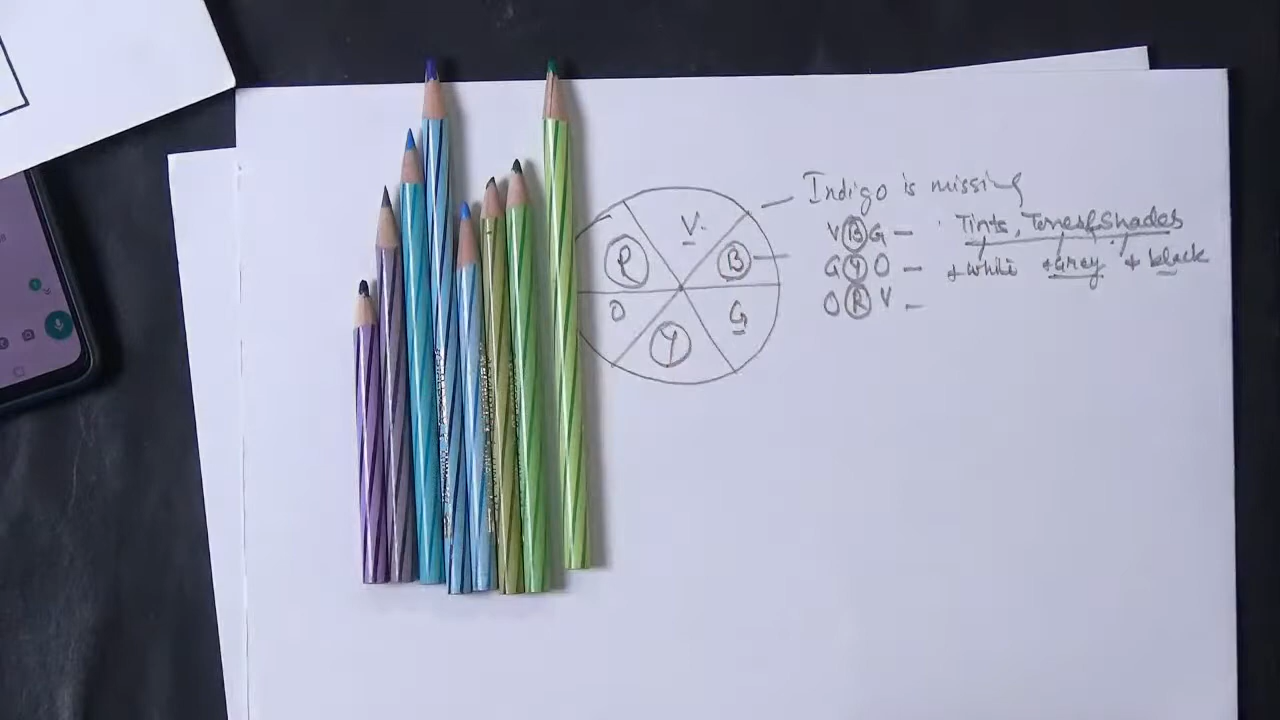 Indigo is missing
V B G – Tints, Tones & Shades
G Y O – + white + Grey + black
O R V –
V.
R B
O G
Y